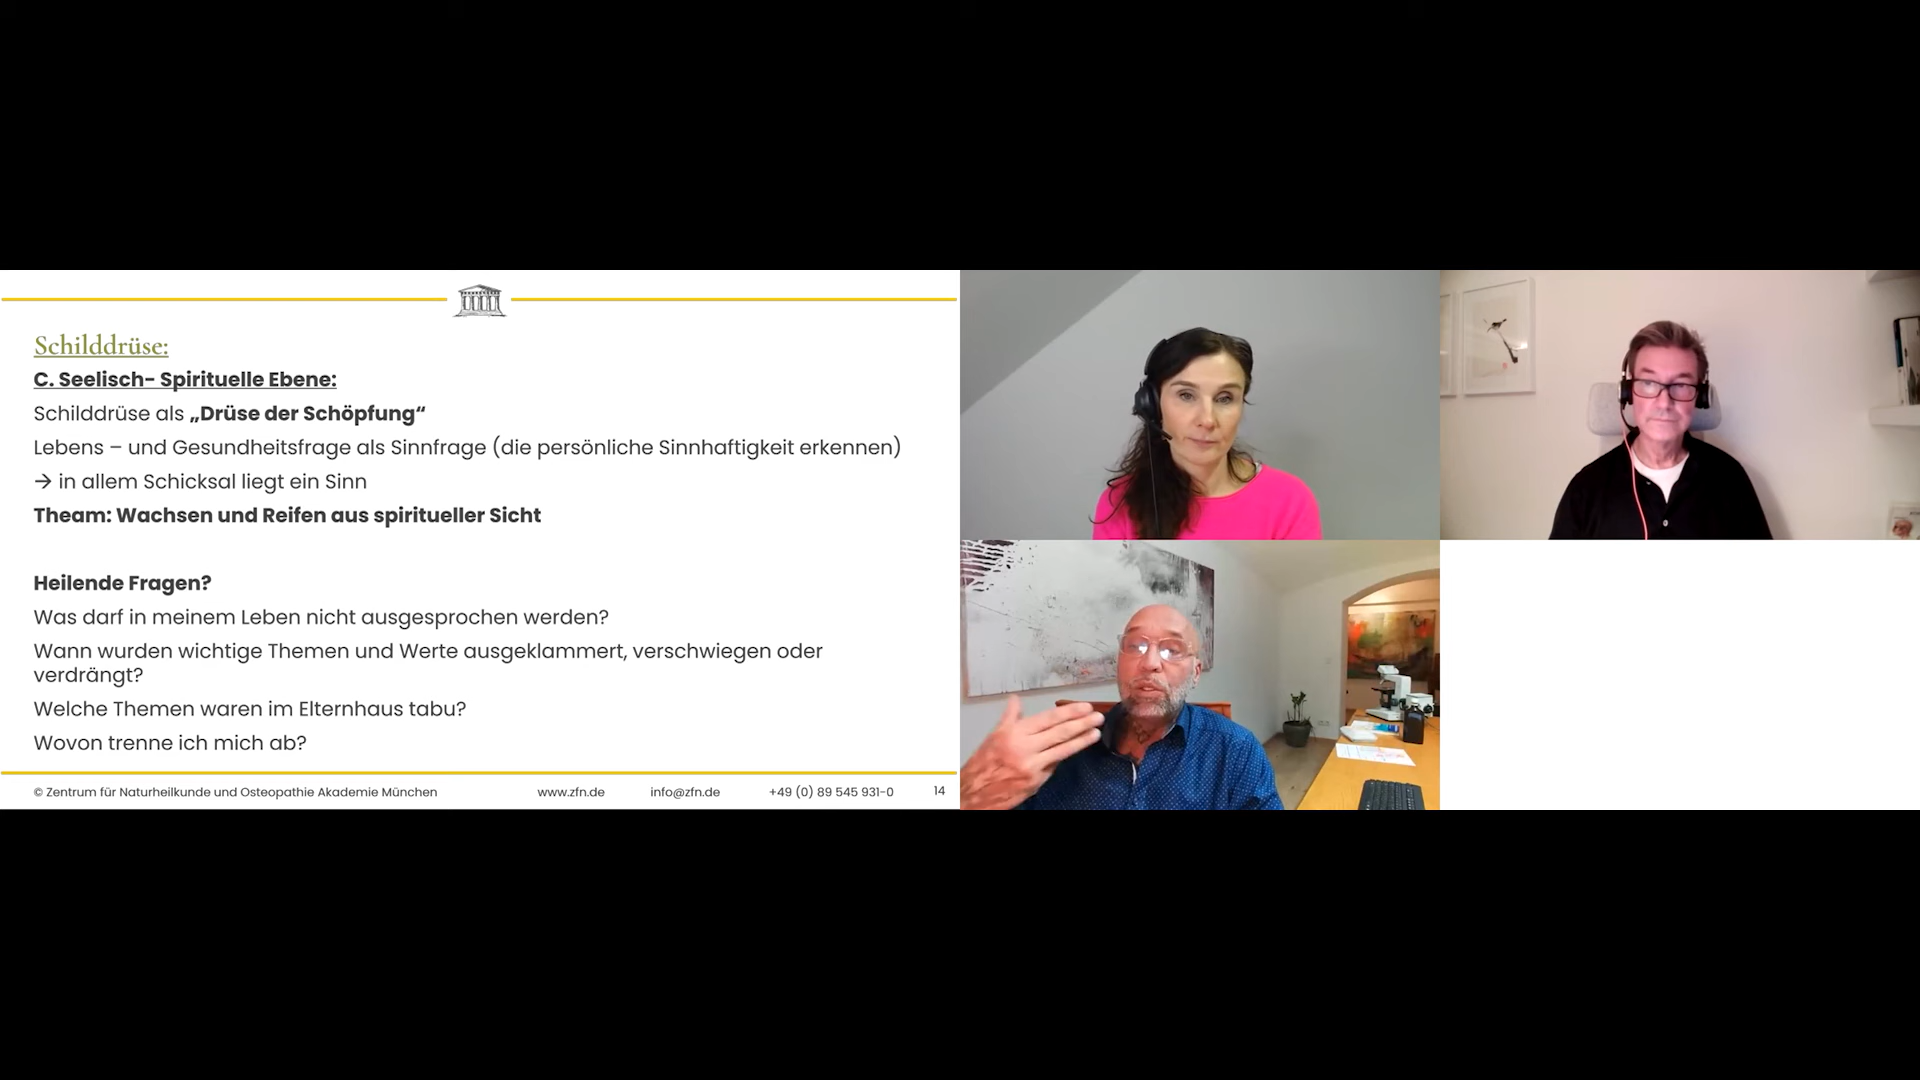 Schilddrüse:
C. Seelisch- Spirituelle Ebene:
Schilddrüse als „Drüse der Schöpfung“
Lebens – und Gesundheitsfrage als Sinnfrage (die persönliche Sinnhaftigkeit erkennen)
→ in allem Schicksal liegt ein Sinn
Theam: Wachsen und Reifen aus spiritueller Sicht
Heilende Fragen?
Was darf in meinem Leben nicht ausgesprochen werden?
Wann wurden wichtige Themen und Werte ausgeklammert, verschwiegen oder
verdrängt?
Welche Themen waren im Elternhaus tabu?
Wovon trenne ich mich ab?
© Zentrum für Naturheilkunde und Osteopathie Akademie München www.zfn.de info@zfn.de +49 (0) 89 545 931-0 14